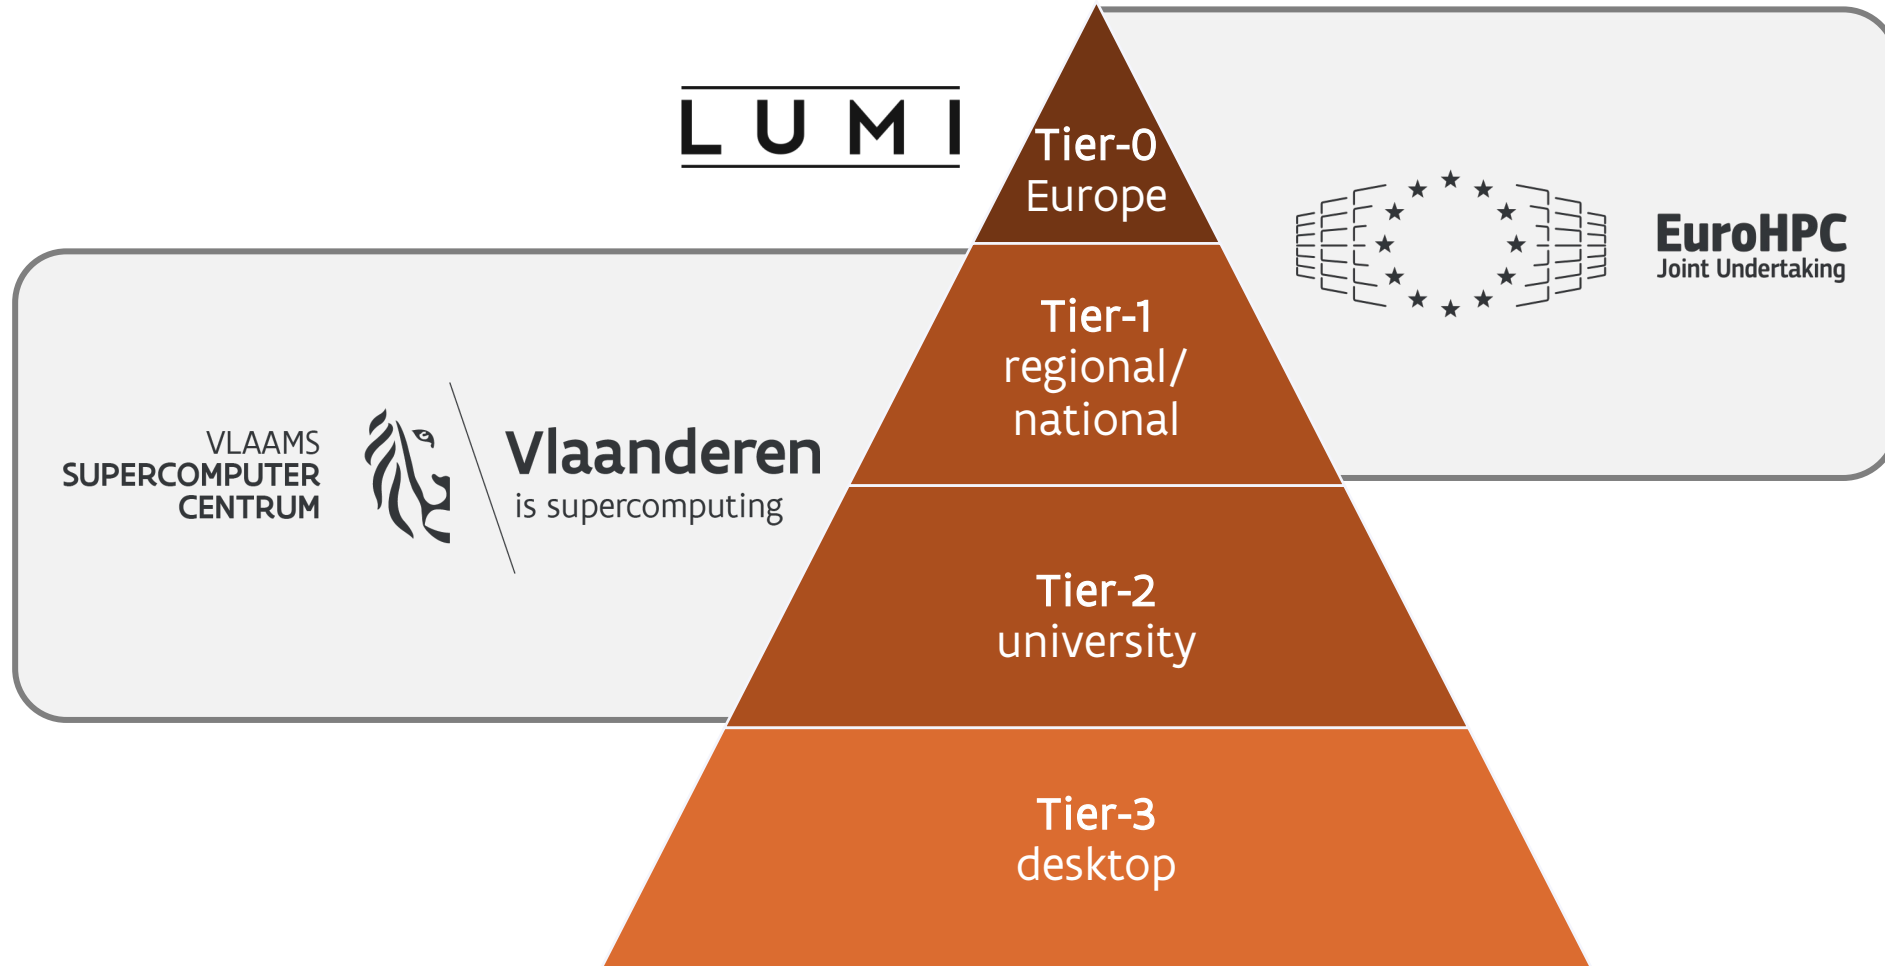 LUMI
Tier-0
Europe
EuroHPC
Joint Undertaking
Tier-1
regional/
national
VLAAMS
SUPERCOMPUTER
CENTRUM
Vlaanderen
is supercomputing
Tier-2
university
Tier-3
desktop